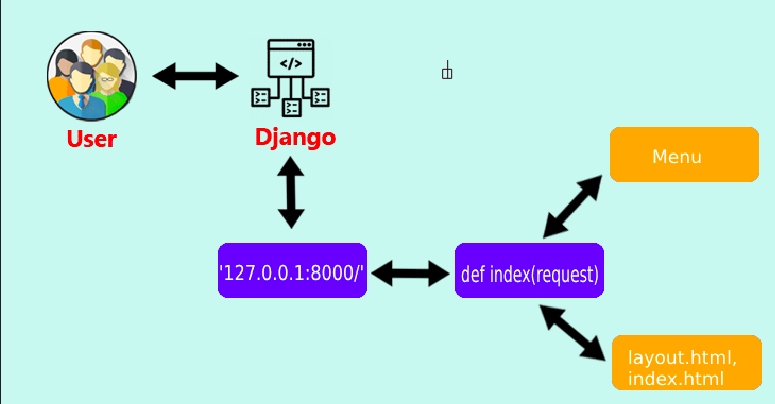 </>
User
Django
Menu
'127.0.0.1:8000/'
def index(request)
layout.html,
index.html